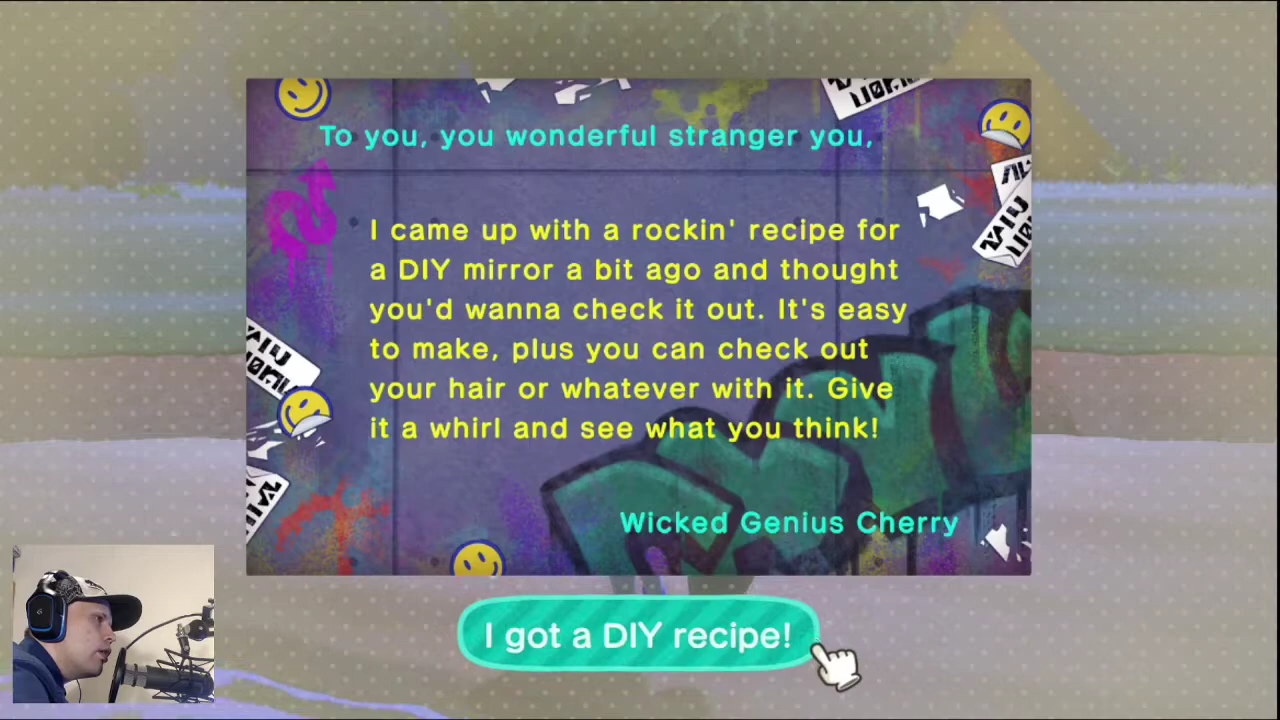 To you, you wonderful stranger you,
I came up with a rockin' recipe for
a DIY mirror a bit ago and thought
you'd wanna check it out. It's easy
to make, plus you can check out
your hair or whatever with it. Give
it a whirl and see what you think!
Wicked Genius Cherry
I got a DIY recipe!